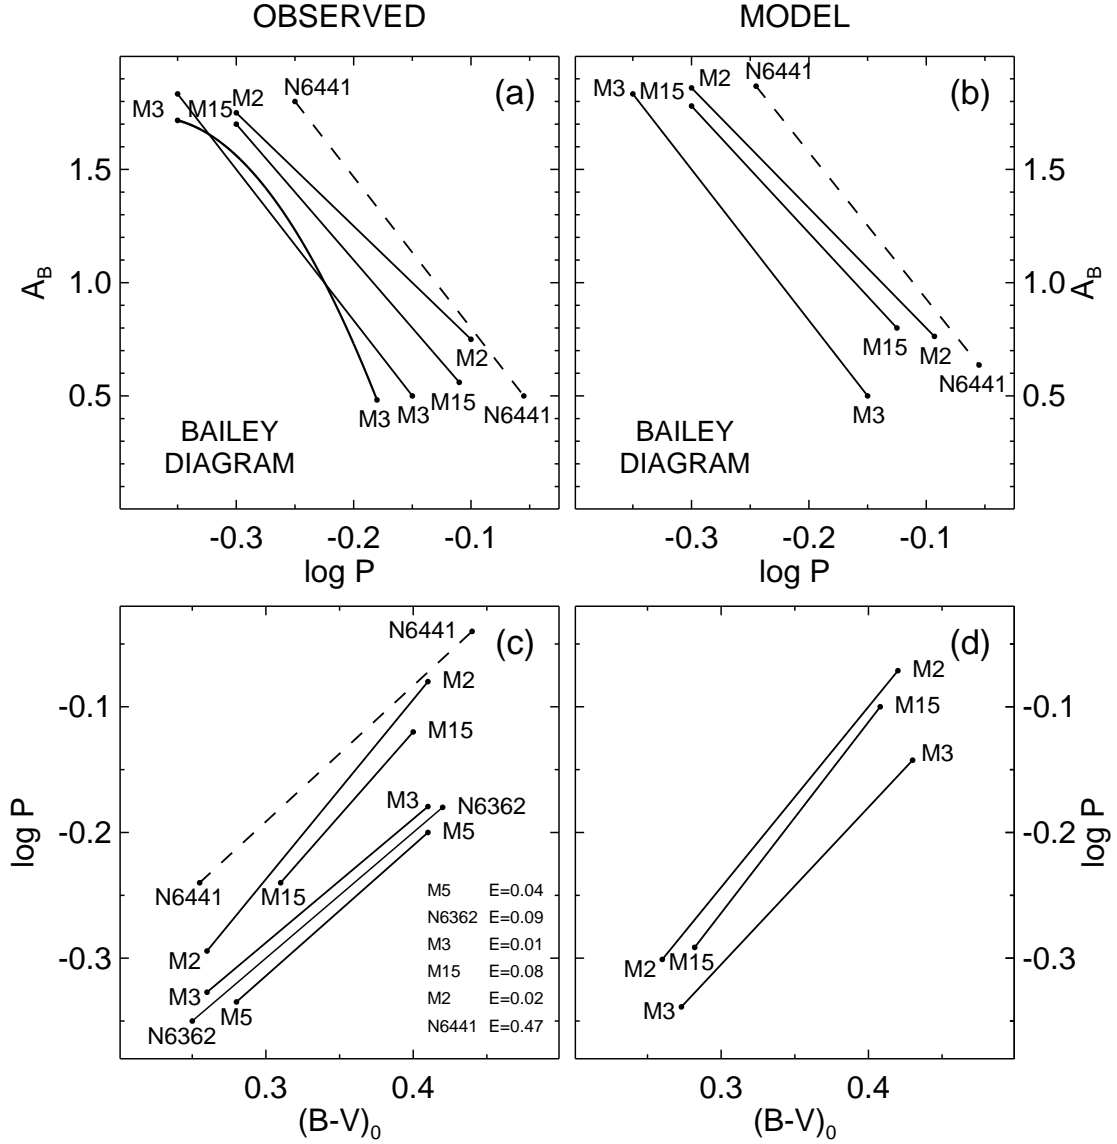 OBSERVED
MODEL
(a)
M3
M15
M2
N6441
M3
M3
M15
M2
N6441
BAILEY
DIAGRAM
1.5
1.0
0.5
A_B
-0.3
-0.2
-0.1
log P
(b)
M3
M15
M2
N6441
M3
M15
M2
N6441
BAILEY
DIAGRAM
1.5
1.0
0.5
A_B
-0.3
-0.2
-0.1
log P
(c)
N6441
M2
M15
M3
N6362
M5
N6441
M15
M2
M3
M5
N6362
M5 E=0.04
N6362 E=0.09
M3 E=0.01
M15 E=0.08
M2 E=0.02
N6441 E=0.47
-0.1
-0.2
-0.3
log P
0.3
0.4
(B-V)₀
(d)
M2
M15
M3
M2
M15
M3
-0.1
-0.2
-0.3
log P
0.3
0.4
(B-V)₀